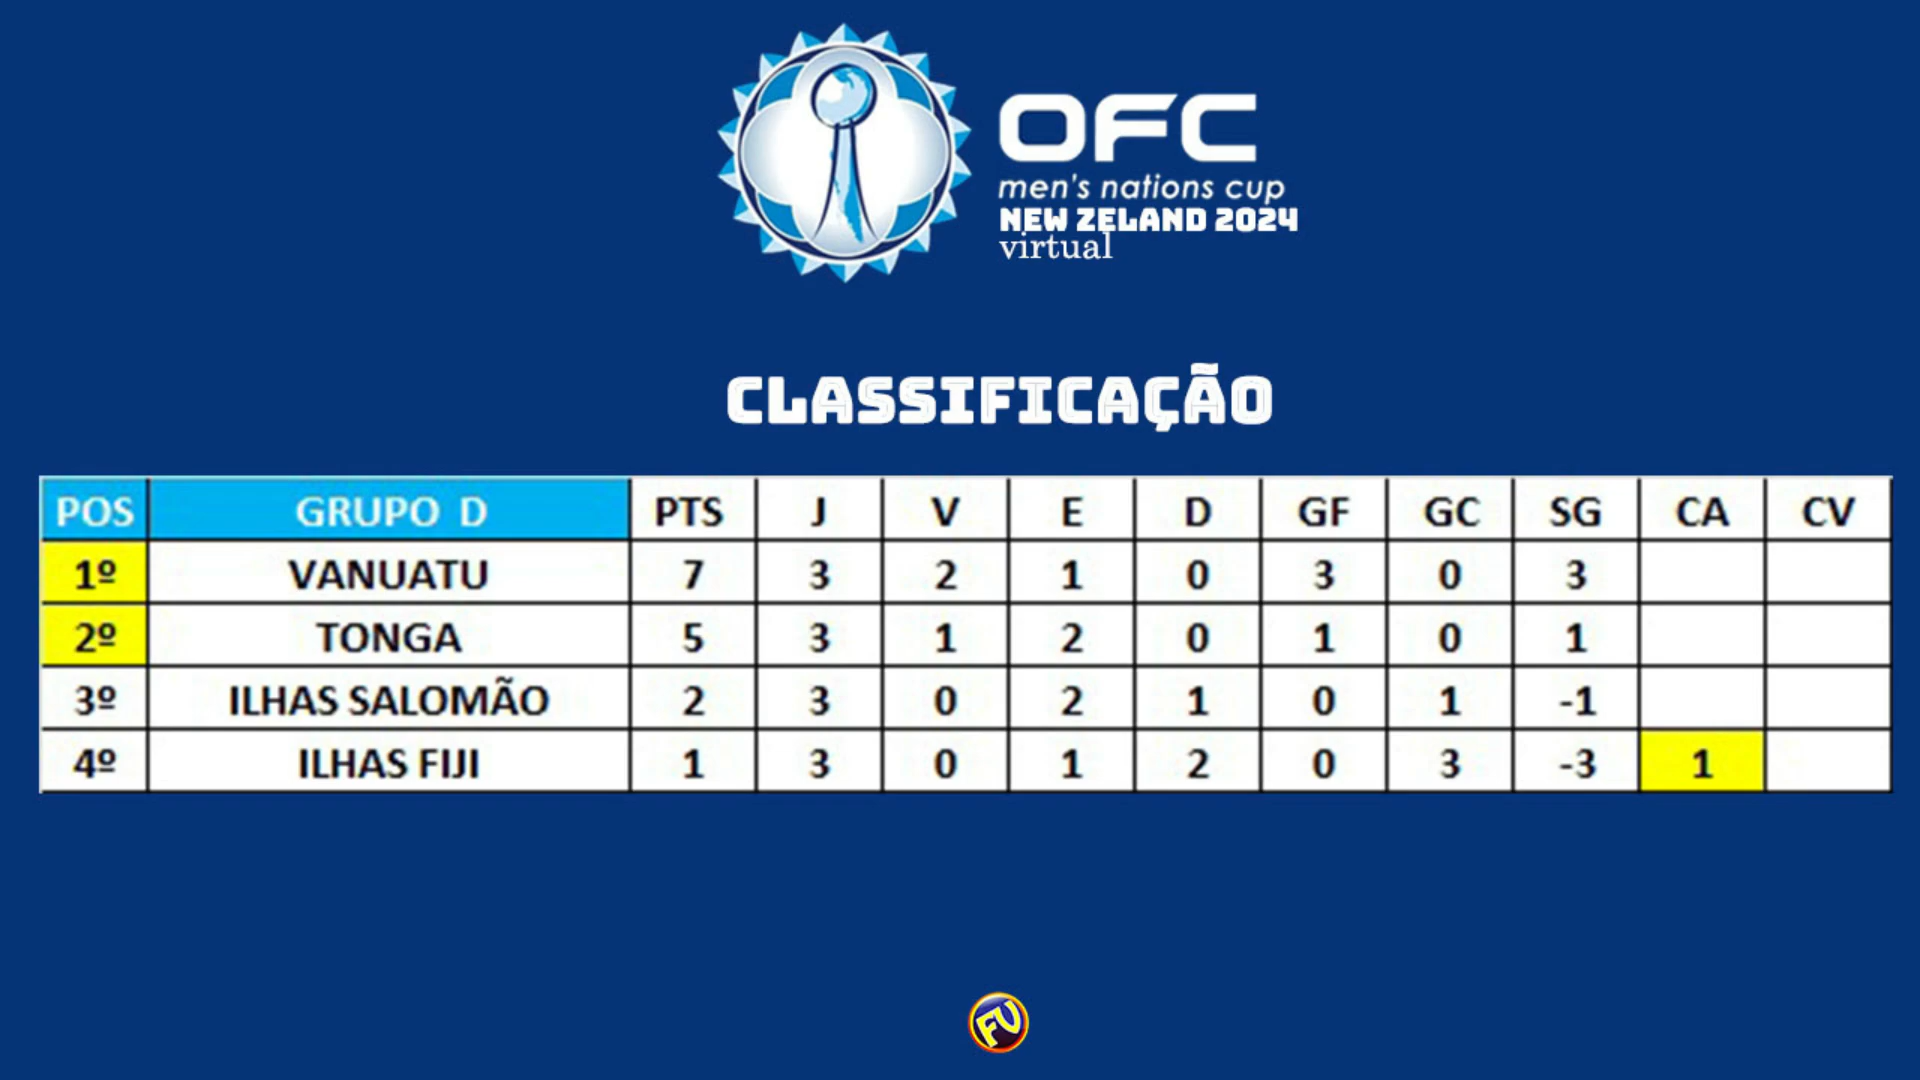 OFC
men's nations cup
NEW ZELAND 2024
virtual
CLASSIFICAÇÃO
POS GRUPO D PTS J V E D GF GC SG CA CV
1º VANUATU 7 3 2 1 0 3 0 3
2º TONGA 5 3 1 2 0 1 0 1
3º ILHAS SALOMÃO 2 3 0 2 1 0 1 -1
4º ILHAS FIJI 1 3 0 1 2 0 3 -3 1
FU